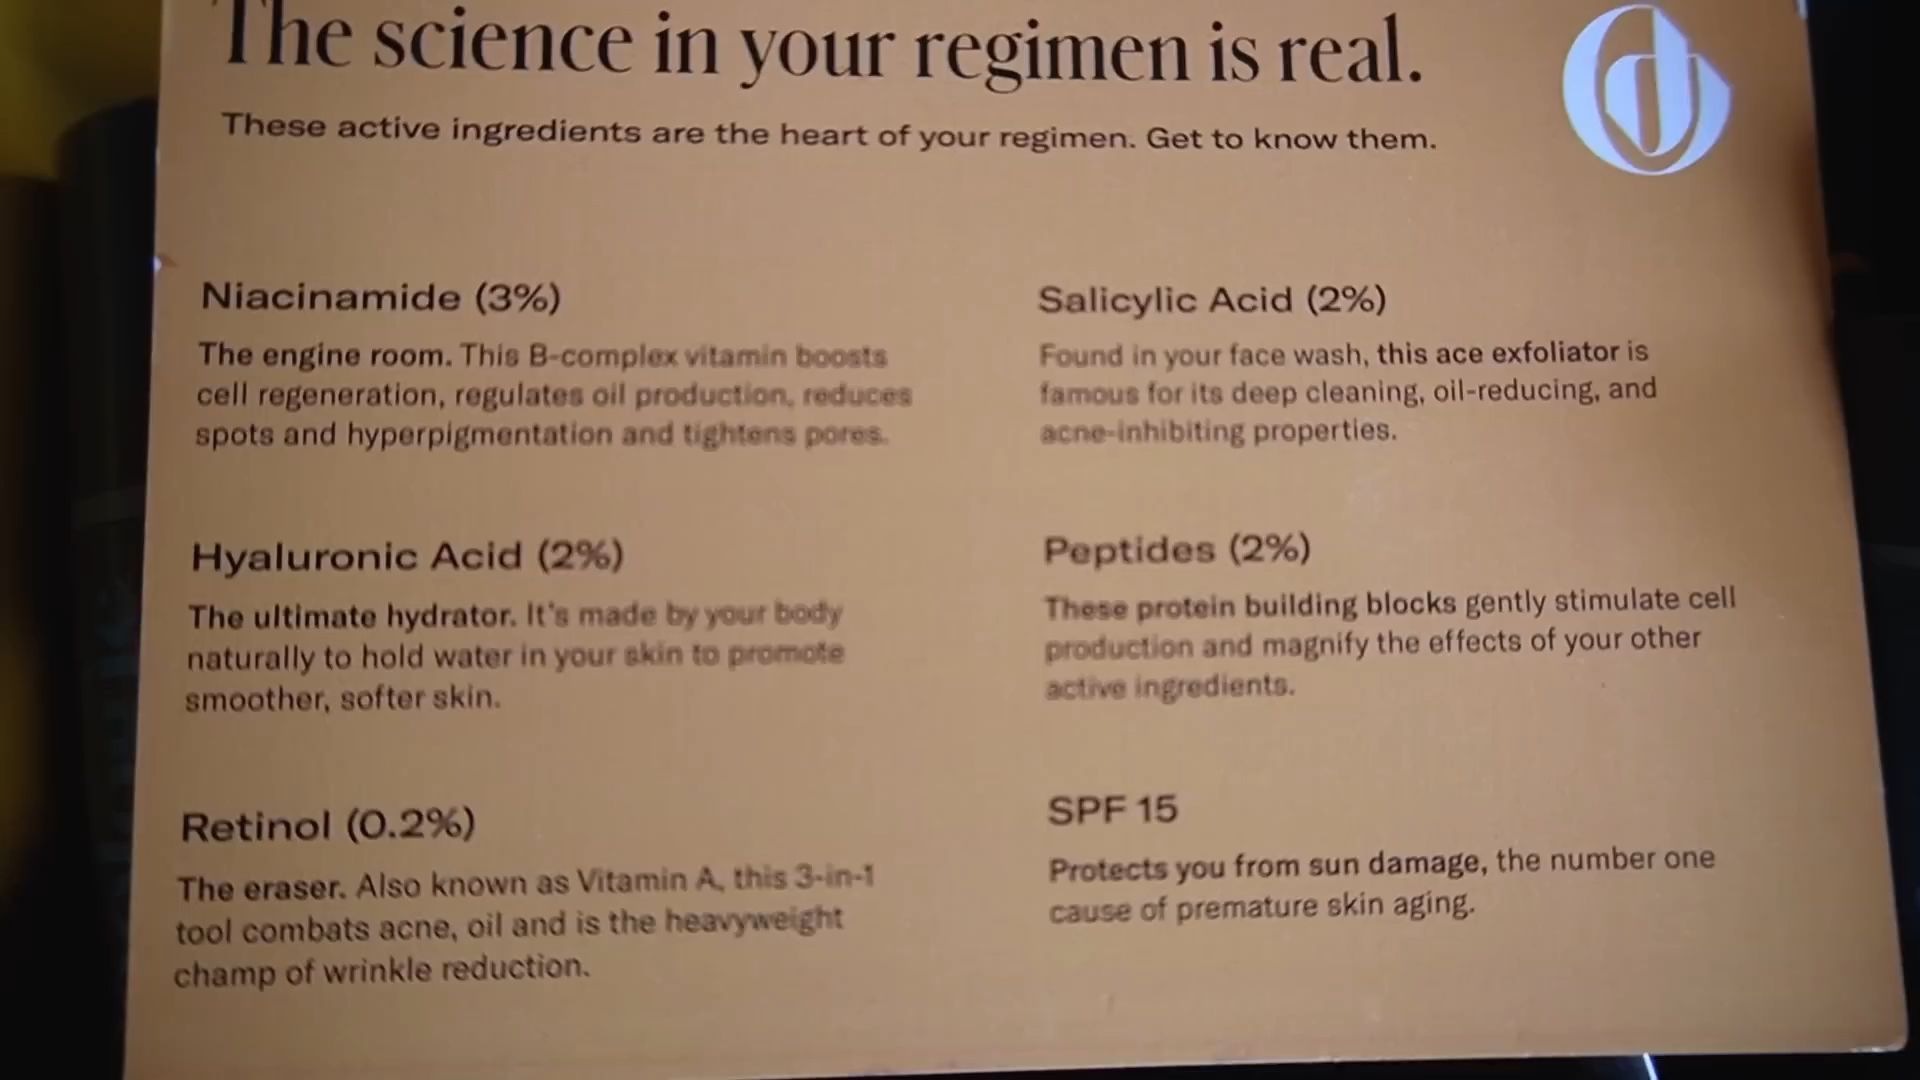 The science in your regimen is real.
These active ingredients are the heart of your regimen. Get to know them.
Niacinamide (3%)
The engine room. This B-complex vitamin boosts
cell regeneration, regulates oil production, reduces
spots and hyperpigmentation and tightens pores.
Hyaluronic Acid (2%)
The ultimate hydrator. It's made by your body
naturally to hold water in your skin to promote
smoother, softer skin.
Retinol (0.2%)
The eraser. Also known as Vitamin A, this 3-in-1
tool combats acne, oil and is the heavyweight
champ of wrinkle reduction.
Salicylic Acid (2%)
Found in your face wash, this ace exfoliator is
famous for its deep cleaning, oil-reducing, and
acne-inhibiting properties.
Peptides (2%)
These protein building blocks gently stimulate cell
production and magnify the effects of your other
active ingredients.
SPF 15
Protects you from sun damage, the number one
cause of premature skin aging.